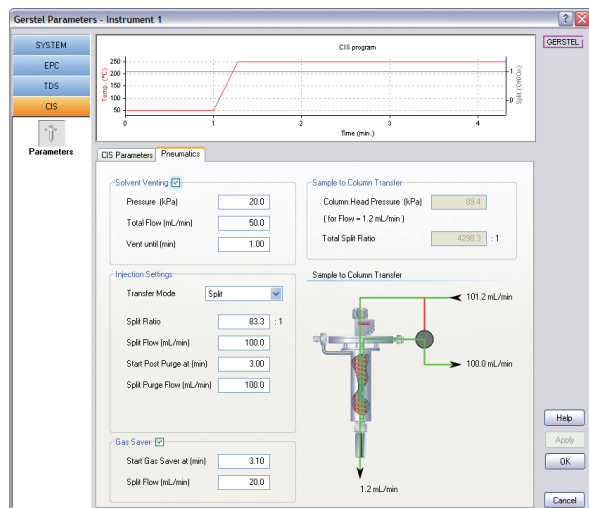 Gerstel Parameters - Instrument 1
SYSTEM
EPC
TDS
CIS
Parameters
GERSTEL
CIS program
Temp. (°C)
250
200
150
100
50
0 1 2 3 4
Time (min.)
1
0
Split (Off/On)
CIS Parameters Pneumatics
Solvent Venting
Pressure (kPa) 20.0
Total Flow (mL/min) 50.0
Vent until (min) 1.00
Sample to Column Transfer
Column Head Pressure (kPa) 89.4
( for Flow = 1.2 mL/min )
Total Split Ratio 4298.3 : 1
Injection Settings
Transfer Mode Split
Split Ratio 83.3 : 1
Split Flow (mL/min) 100.0
Start Post Purge at (min) 3.00
Split Purge Flow (mL/min) 100.0
Sample to Column Transfer
101.2 mL/min
100.0 mL/min
1.2 mL/min
Gas Saver
Start Gas Saver at (min) 3.10
Split Flow (mL/min) 20.0
Help
Apply
OK
Cancel